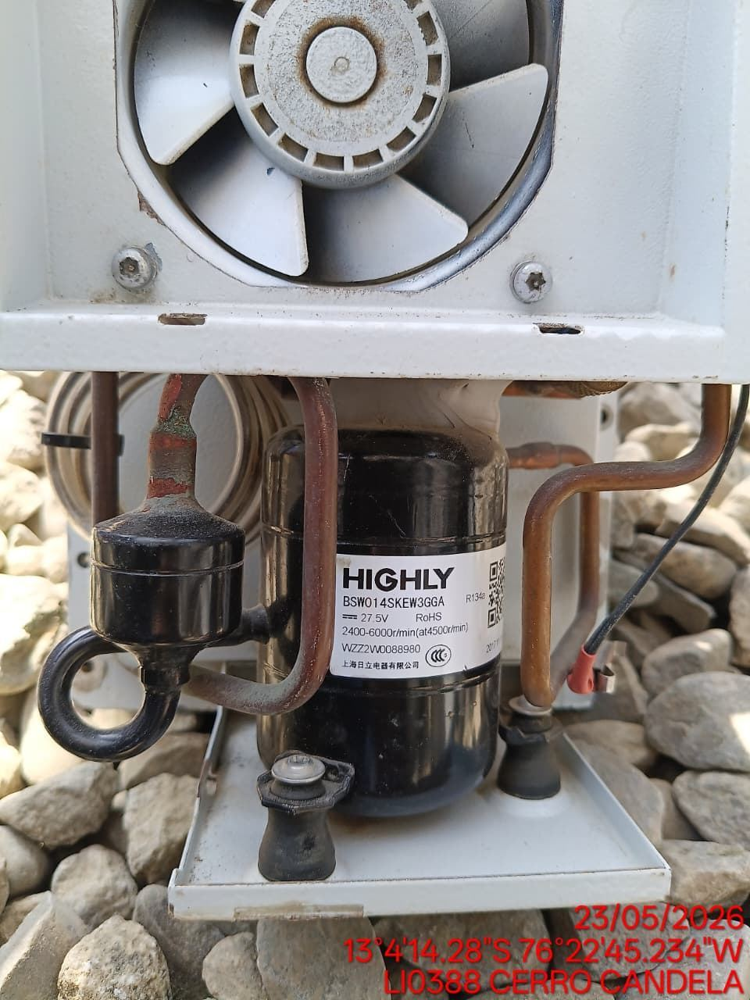 HIGHLY
BSW014SKEW3GGA
R134a
27.5V RoHS
2400-6000r/min(at4500r/min)
WZZ2W0088980
上海日立电器有限公司
23/05/2026
13°4'14.28"S 76°22'45.234"W
LI0388 CERRO CANDELA